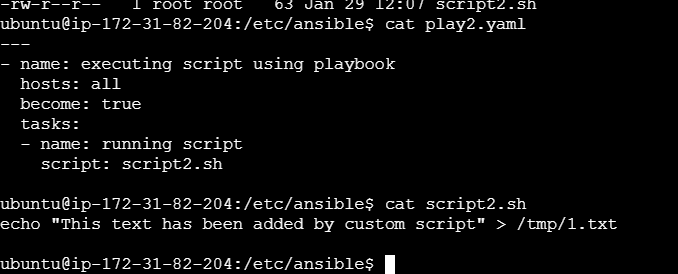 -rw-r--r-- 1 root root 63 Jan 29 12:07 script2.sh
ubuntu@ip-172-31-82-204:/etc/ansible$ cat play2.yaml
---
- name: executing script using playbook
  hosts: all
  become: true
  tasks:
  - name: running script
    script: script2.sh
ubuntu@ip-172-31-82-204:/etc/ansible$ cat script2.sh
echo "This text has been added by custom script" > /tmp/1.txt
ubuntu@ip-172-31-82-204:/etc/ansible$